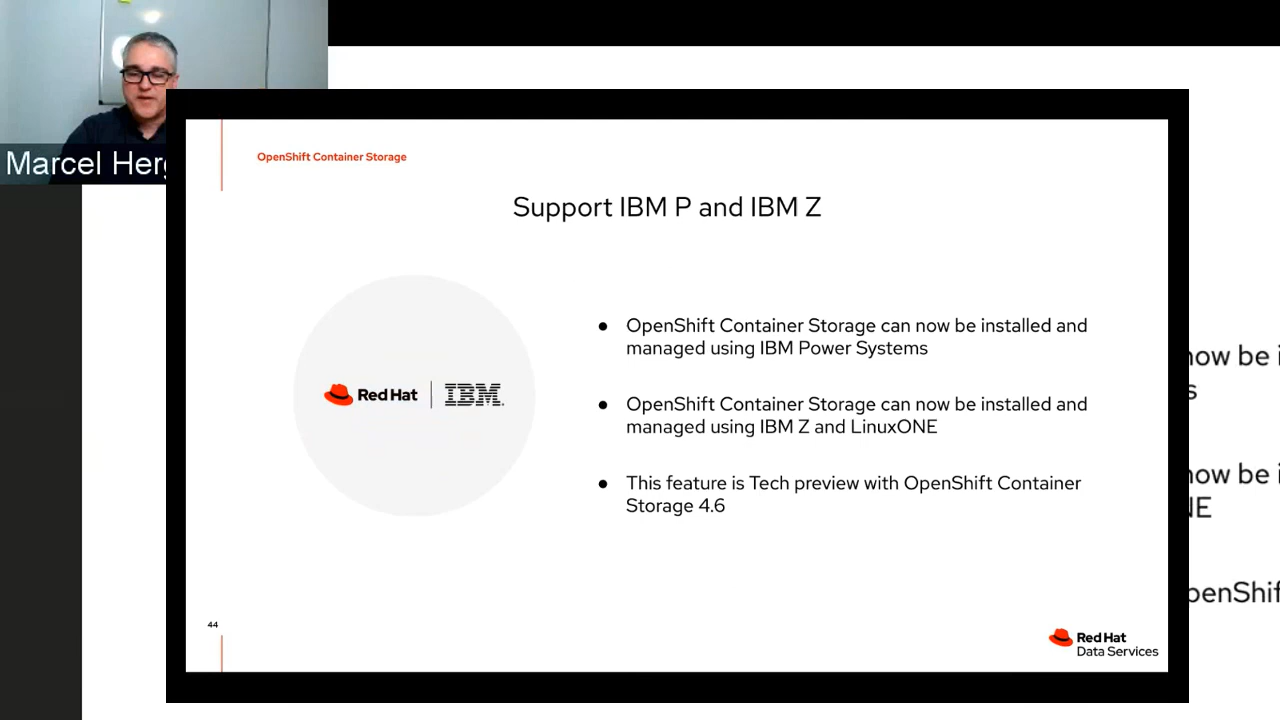 Marcel Her
OpenShift Container Storage
Support IBM P and IBM Z
● OpenShift Container Storage can now be installed and
managed using IBM Power Systems
● OpenShift Container Storage can now be installed and
managed using IBM Z and LinuxONE
● This feature is Tech preview with OpenShift Container
Storage 4.6
Red Hat | IBM
44
Red Hat
Data Services
now be i
s
now be i
NE
penShif